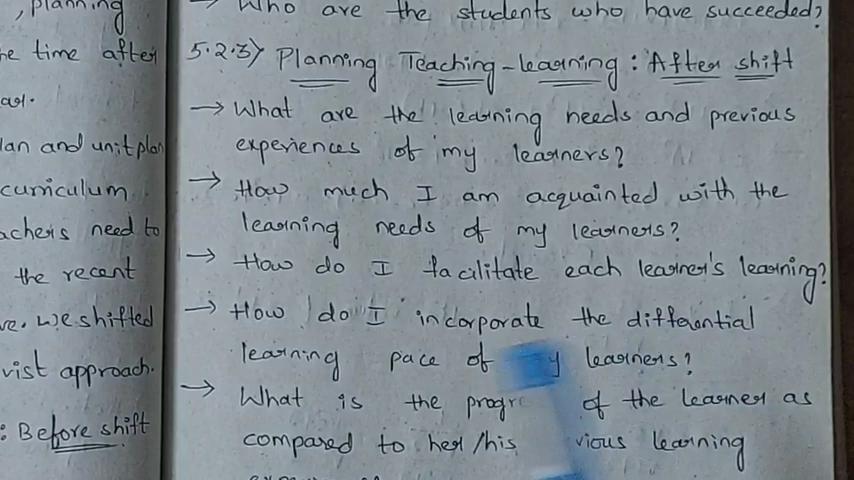 , planning
e time after
ar.
lan and unit plan
curriculum
achers need to
the recent
ve. we shifted
vist approach.
: Before shift
→ Who are the students who have succeeded?
5.2.3) Planning Teaching-learning : After shift
→ What are the learning needs and previous
experiences of my learners?
→ How much I am acquainted with the
learning needs of my learners?
→ How do I facilitate each learner's learning?
→ How do I incorporate the differential
learning pace of y learners?
→ What is the progr of the learner as
compared to her/his vious learning